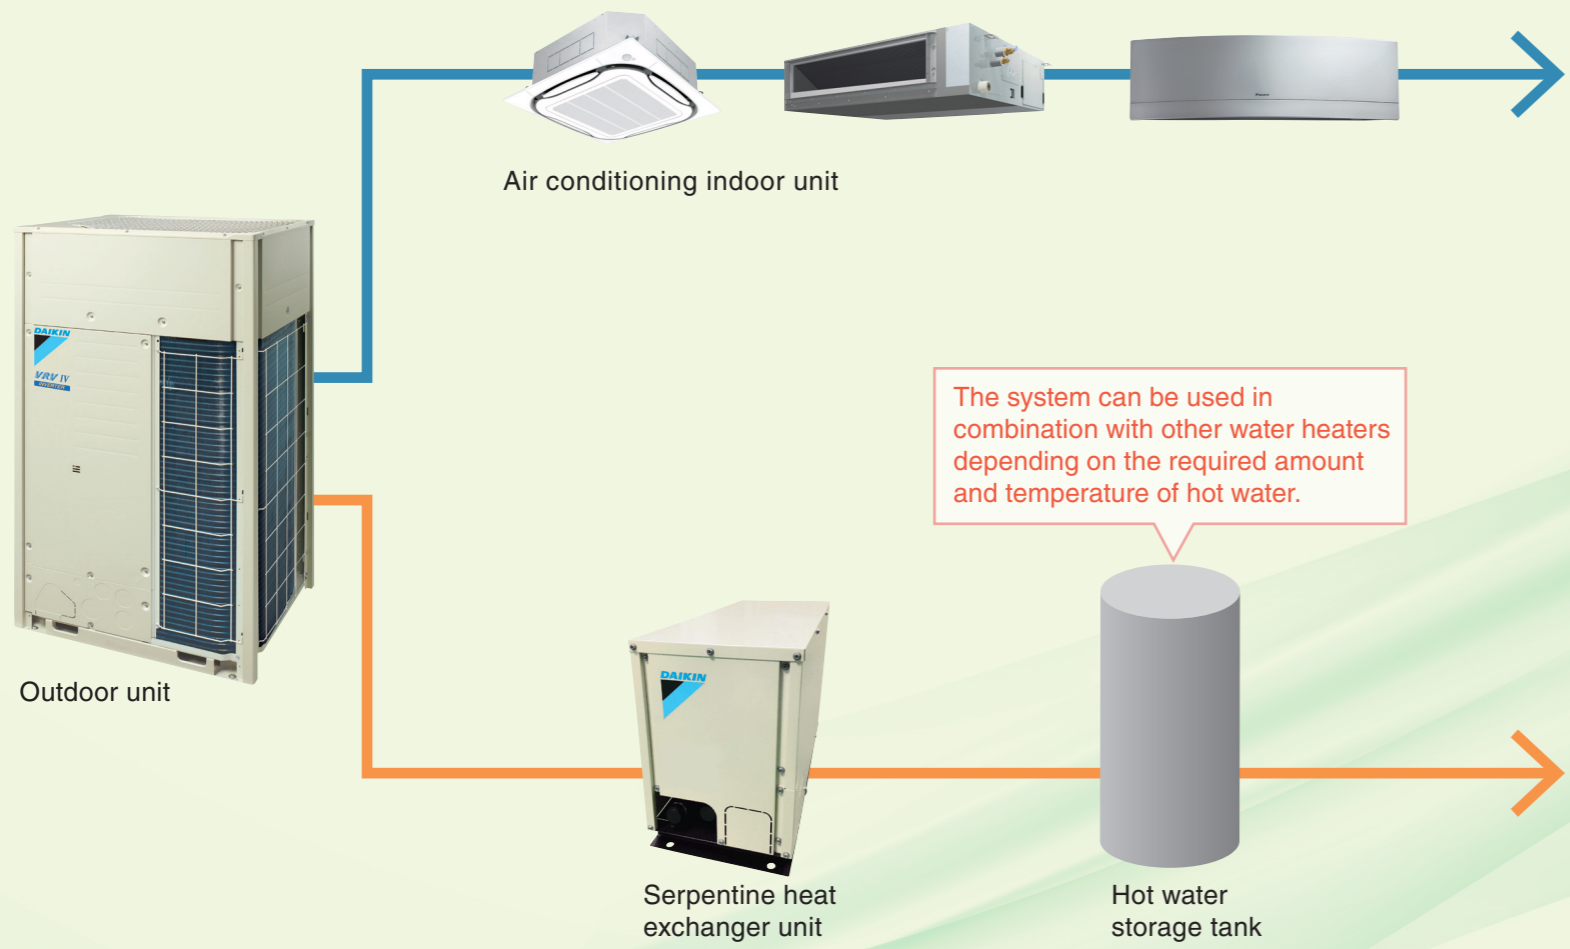 Air conditioning indoor unit
DAIKIN
VRV IV
INVERTER
Outdoor unit
The system can be used in
combination with other water heaters
depending on the required amount
and temperature of hot water.
DAIKIN
Serpentine heat
exchanger unit
Hot water
storage tank